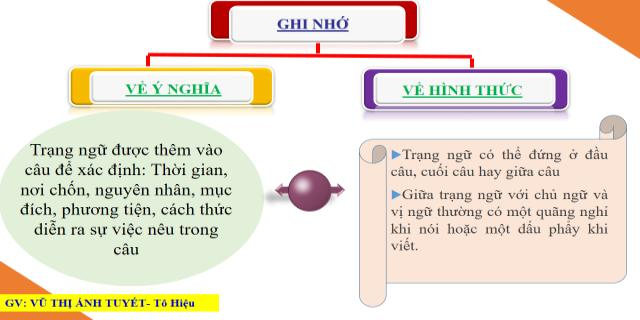 GHI NHỚ
VỀ Ý NGHĨA
VỀ HÌNH THỨC
Trạng ngữ được thêm vào
câu để xác định: Thời gian,
nơi chốn, nguyên nhân, mục
đích, phương tiện, cách thức
diễn ra sự việc nêu trong
câu
Trạng ngữ có thể đứng ở đầu
câu, cuối câu hay giữa câu
Giữa trạng ngữ với chủ ngữ và
vị ngữ thường có một quãng nghỉ
khi nói hoặc một dấu phẩy khi
viết.
GV: VŨ THỊ ÁNH TUYẾT- Tô Hiệu